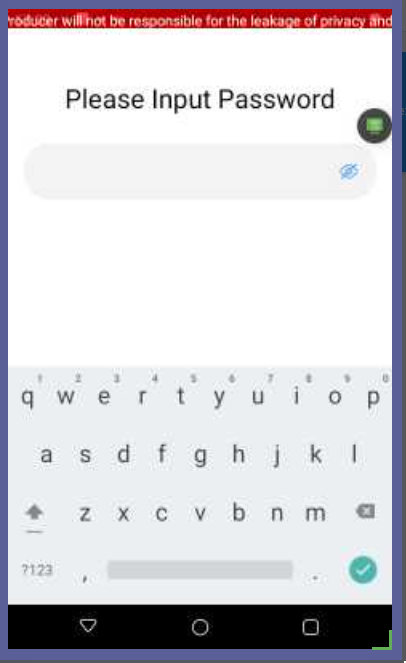 roducer will not be responsible for the leakage of privacy and
Please Input Password
1 2 3 4 5 6 7 8 9 0
q w e r t y u i o p
a s d f g h j k l
z x c v b n m
?123 , .